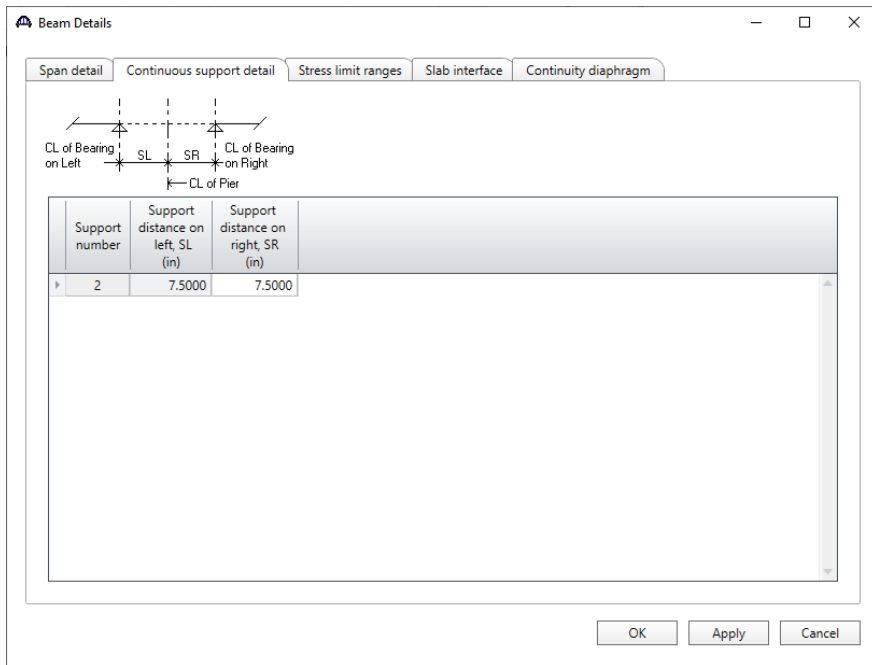 Beam Details
Span detail
Continuous support detail
Stress limit ranges
Slab interface
Continuity diaphragm
CL of Bearing
on Left
SL
SR
CL of Bearing
on Right
CL of Pier
Support
number
Support
distance on
left, SL
(in)
Support
distance on
right, SR
(in)
2 7.5000 7.5000
OK Apply Cancel